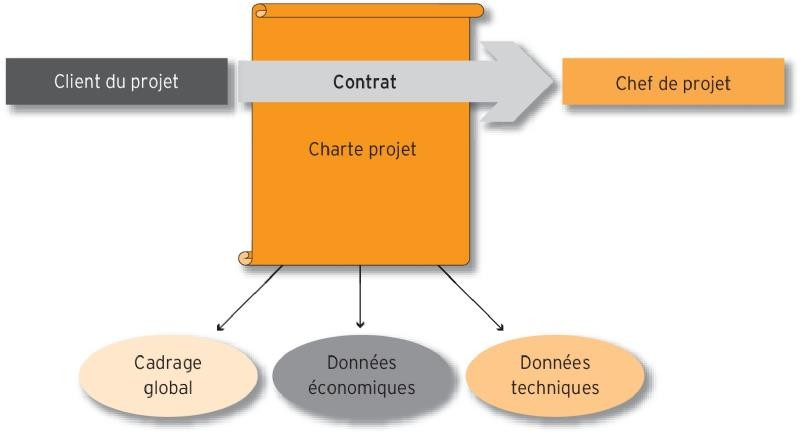 Client du projet
Contrat
Chef de projet
Charte projet
Cadrage
global
Données
économiques
Données
techniques